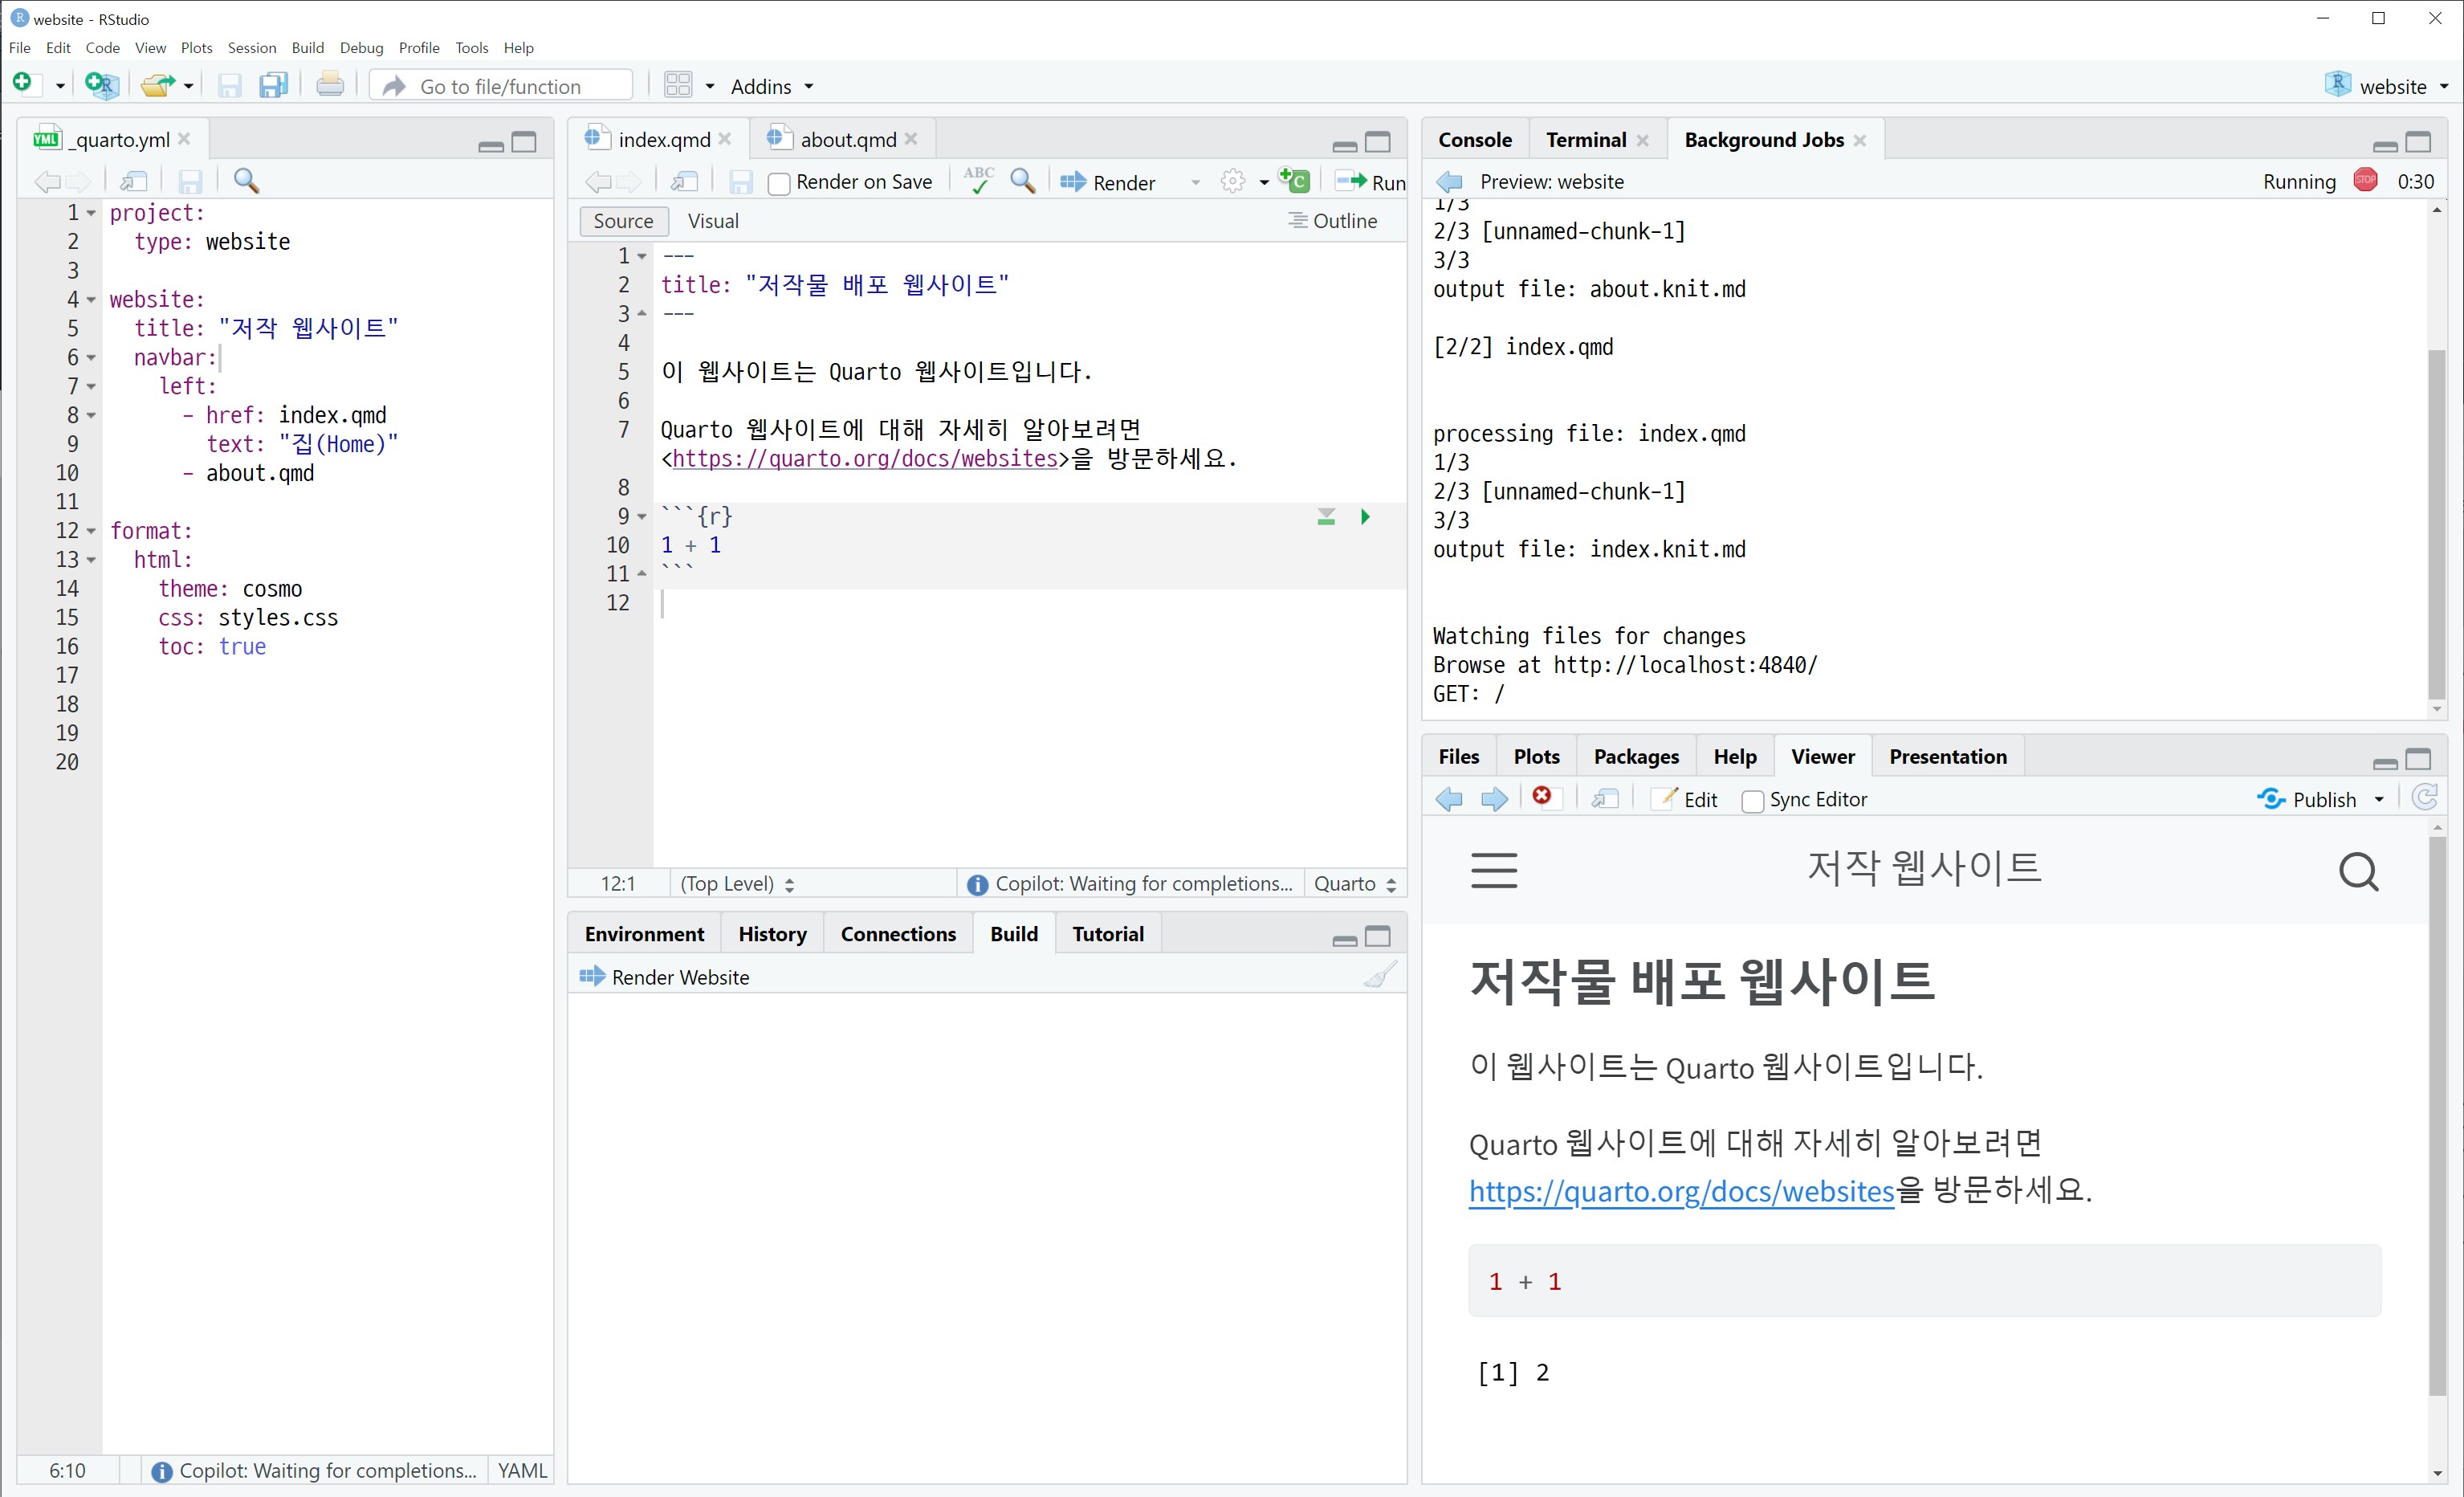 website - RStudio
File Edit Code View Plots Session Build Debug Profile Tools Help
Go to file/function Addins website
_quarto.yml
1 project:
2 type: website
3
4 website:
5 title: "저작 웹사이트"
6 navbar:
7 left:
8 - href: index.qmd
9 text: "집(Home)"
10 - about.qmd
11
12 format:
13 html:
14 theme: cosmo
15 css: styles.css
16 toc: true
17
18
19
20
6:10 Copilot: Waiting for completions... YAML
index.qmd about.qmd
Render on Save ABC Render Run
Source Visual Outline
1 ---
2 title: "저작물 배포 웹사이트"
3 ---
4
5 이 웹사이트는 Quarto 웹사이트입니다.
6
7 Quarto 웹사이트에 대해 자세히 알아보려면
<https://quarto.org/docs/websites>을 방문하세요.
8
9 ```{r}
10 1 + 1
11 ```
12
12:1 (Top Level) Copilot: Waiting for completions... Quarto
Environment History Connections Build Tutorial
Render Website
Console Terminal Background Jobs
Preview: website Running STOP 0:30
1/3
2/3 [unnamed-chunk-1]
3/3
output file: about.knit.md
[2/2] index.qmd
processing file: index.qmd
1/3
2/3 [unnamed-chunk-1]
3/3
output file: index.knit.md
Watching files for changes
Browse at http://localhost:4840/
GET: /
Files Plots Packages Help Viewer Presentation
Edit Sync Editor Publish
저작 웹사이트
저작물 배포 웹사이트
이 웹사이트는 Quarto 웹사이트입니다.
Quarto 웹사이트에 대해 자세히 알아보려면
https://quarto.org/docs/websites을 방문하세요.
1 + 1
[1] 2